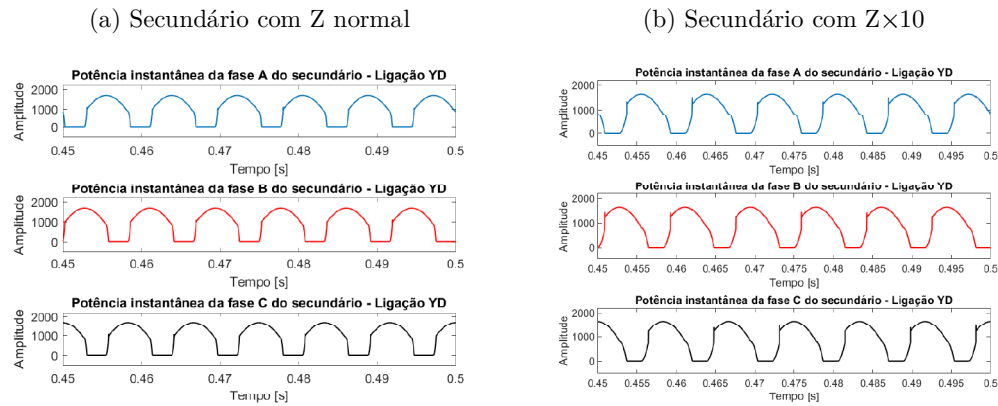 (a) Secundário com Z normal
Potência instantânea da fase A do secundário - Ligação YD
Amplitude
2000
1000
0
0.45 0.46 0.47 0.48 0.49 0.5
Tempo [s]
Potência instantânea da fase B do secundário - Ligação YD
Amplitude
2000
1000
0
0.45 0.46 0.47 0.48 0.49 0.5
Tempo [s]
Potência instantânea da fase C do secundário - Ligação YD
Amplitude
2000
1000
0
0.45 0.46 0.47 0.48 0.49 0.5
Tempo [s]
(b) Secundário com Z×10
Potência instantânea da fase A do secundário - Ligação YD
Amplitude
2000
1000
0
0.45 0.455 0.46 0.465 0.47 0.475 0.48 0.485 0.49 0.495 0.5
Tempo [s]
Potência instantânea da fase B do secundário - Ligação YD
Amplitude
2000
1000
0
0.45 0.455 0.46 0.465 0.47 0.475 0.48 0.485 0.49 0.495 0.5
Tempo [s]
Potência instantânea da fase C do secundário - Ligação YD
Amplitude
2000
1000
0
0.45 0.455 0.46 0.465 0.47 0.475 0.48 0.485 0.49 0.495 0.5
Tempo [s]